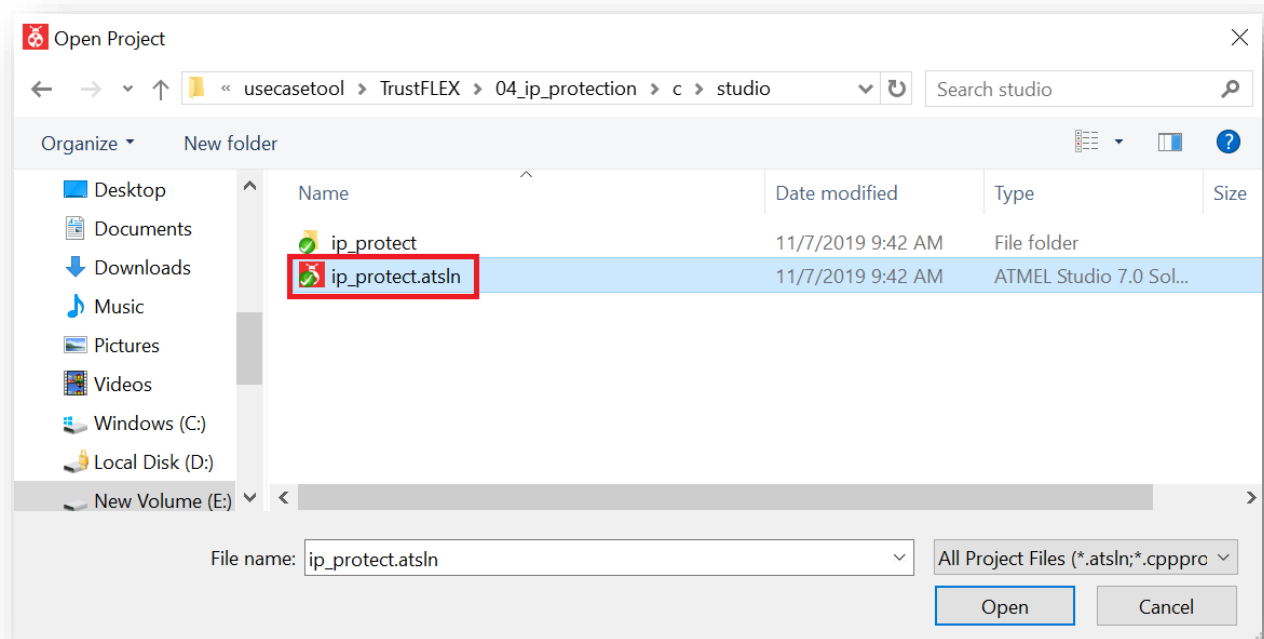 Open Project
« usecasetool > TrustFLEX > 04_ip_protection > c > studio
Search studio
Organize
New folder
Desktop
Documents
Downloads
Music
Pictures
Videos
Windows (C:)
Local Disk (D:)
New Volume (E:)
Name Date modified Type Size
ip_protect 11/7/2019 9:42 AM File folder
ip_protect.atsln 11/7/2019 9:42 AM ATMEL Studio 7.0 Sol...
File name: ip_protect.atsln All Project Files (*.atsln;*.cpppro
Open Cancel